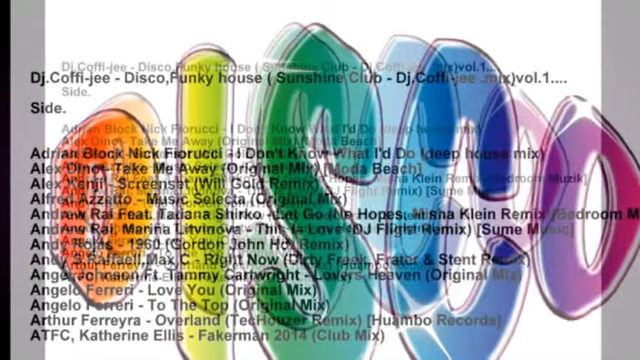 Dj.Coffi-jee - Disco,Funky house ( Sunshine Club - Dj.Coffi-jee .mix)vol.1....
Side.
Adrian Block Nick Fiorucci - I Don't Know What I'd Do (deep house mix)
Alex Dino - Take Me Away (Original Mix) [Moda Beach]
Alex Kenji - Screenset (Will Gold Remix)
Alfred Azzetto - Music Selecta (Original Mix)
Andrew Rai Feat. Tatiana Shirko - Let Go (No Hopes, Misha Klein Remix [Bedroom M
Andrew Rai, Marina Litvinova - This Is Love (DJ Flight Remix) [Sume Music]
Andy Rojas - 1960 (Gordon John Hot Remix)
Andy & Raffaell,Max C - Right Now (Dirty Freak, Frater & Stent Remix)
Angel Johnson Ft. Tammy Cartwright - Lovers Heaven (Original Mix)
Angelo Ferreri - Love You (Original Mix)
Angelo Ferreri - To The Top (Original Mix)
Arthur Ferreyra - Overland (TecHouzer Remix) [Huambo Records]
ATFC, Katherine Ellis - Fakerman 2014 (Club Mix)